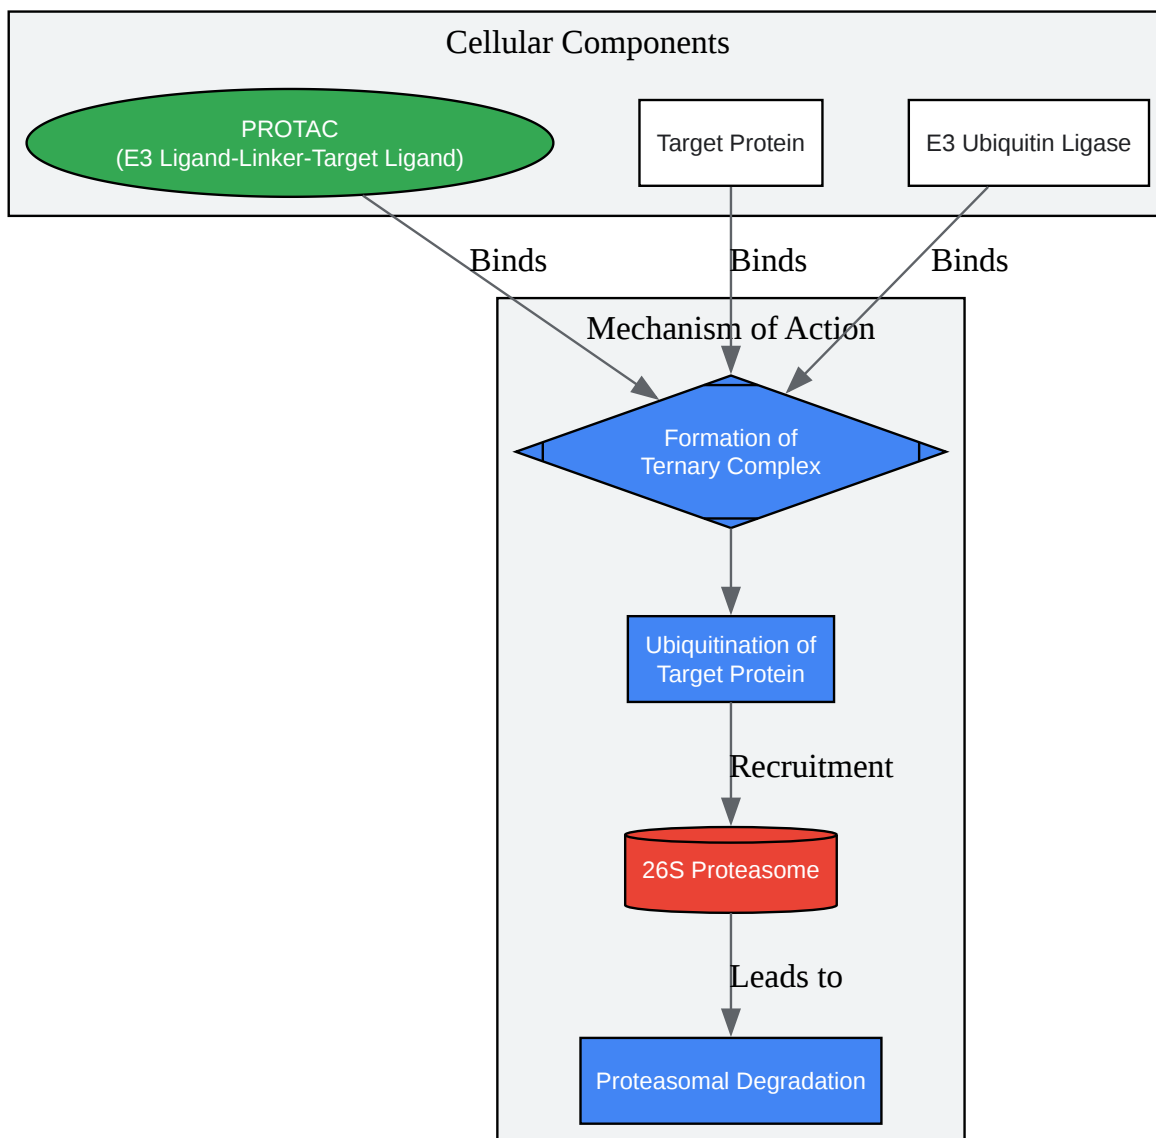 Cellular Components
PROTAC
(E3 Ligand-Linker-Target Ligand)
Target Protein
E3 Ubiquitin Ligase
Binds
Binds
Binds
Mechanism of Action
Formation of
Ternary Complex
Ubiquitination of
Target Protein
Recruitment
26S Proteasome
Leads to
Proteasomal Degradation